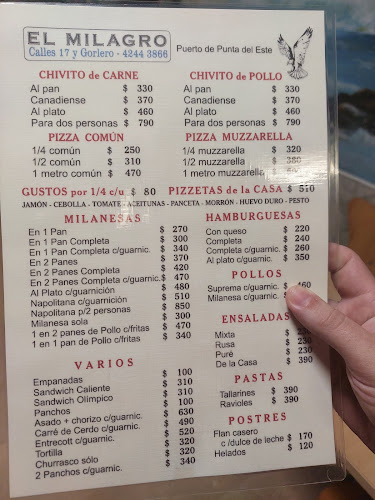 EL MILAGRO
Calles 17 y Gorlero - 4244 3866
Puerto de Punta del Este
CHIVITO de CARNE
Al pan $ 330
Canadiense $ 370
Al plato $ 460
Para dos personas $ 790
CHIVITO de POLLO
Al pan $ 330
Canadiense $ 370
Al plato $ 460
Para dos personas $ 790
PIZZA COMÚN
1/4 común $ 250
1/2 común $ 310
1 metro común $ 470
PIZZA MUZZARELLA
1/4 muzzarella $ 320
1/2 muzzarella $ 380
1 metro muzzarella $ 510
GUSTOS por 1/4 c/u $ 80
PIZZETAS de la CASA $ 510
JAMÓN - CEBOLLA - TOMATE - ACEITUNAS - PANCETA - MORRÓN - HUEVO DURO - PESTO
MILANESAS
En 1 Pan $ 270
En 1 Pan Completa $ 300
En 1 Pan Completa c/guarnic. $ 340
En 2 Panes $ 370
En 2 Panes Completa $ 420
En 2 Panes Completa c/guarnic. $ 470
Al Plato c/guarnición $ 480
Napolitana c/guarnición $ 510
Napolitana p/2 personas $ 850
Milanesa sola $ 300
1 en 2 panes de Pollo c/fritas $ 470
1 en 1 pan de Pollo c/fritas $ 340
VARIOS
Empanadas $ 100
Sandwich Caliente $ 310
Sandwich Olímpico $ 310
Panchos $ 100
Asado + chorizo c/guarnic. $ 630
Carré de Cerdo c/guarnic. $ 490
Entrecott c/guarnic. $ 520
Tortilla $ 320
Churrasco sólo $ 340
2 Panchos c/guarnic. $ 340
HAMBURGUESAS
Con queso $ 220
Completa $ 240
Completa c/guarnic. $ 260
Al plato c/guarnic. $ 350
POLLOS
Suprema c/guarnic. $ 460
Milanesa c/guarnic. $
ENSALADAS
Mixta $
Rusa $ 230
Puré $ 230
De la Casa $ 390
PASTAS
Tallarines $ 390
Ravioles $ 390
POSTRES
Flan casero
c/dulce de leche $ 170
Helados $ 120